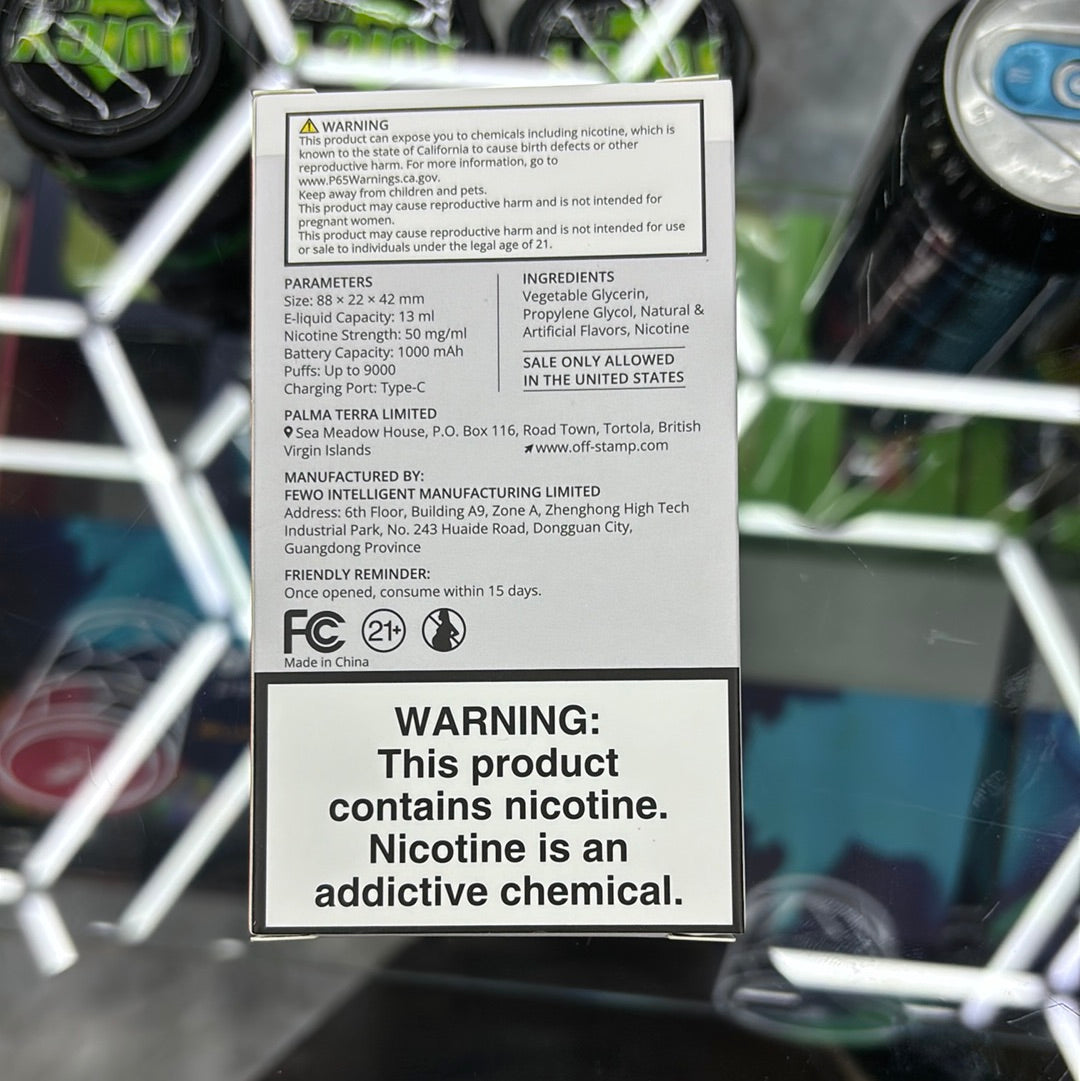 JUICY
WARNING
This product can expose you to chemicals including nicotine, which is
known to the state of California to cause birth defects or other
reproductive harm. For more information, go to
www.P65Warnings.ca.gov.
Keep away from children and pets.
This product may cause reproductive harm and is not intended for
pregnant women.
This product may cause reproductive harm and is not intended for use
or sale to individuals under the legal age of 21.
PARAMETERS
Size: 88 × 22 × 42 mm
E-liquid Capacity: 13 ml
Nicotine Strength: 50 mg/ml
Battery Capacity: 1000 mAh
Puffs: Up to 9000
Charging Port: Type-C
INGREDIENTS
Vegetable Glycerin,
Propylene Glycol, Natural &
Artificial Flavors, Nicotine
SALE ONLY ALLOWED
IN THE UNITED STATES
PALMA TERRA LIMITED
Sea Meadow House, P.O. Box 116, Road Town, Tortola, British
Virgin Islands www.off-stamp.com
MANUFACTURED BY:
FEWO INTELLIGENT MANUFACTURING LIMITED
Address: 6th Floor, Building A9, Zone A, Zhenghong High Tech
Industrial Park, No. 243 Huaide Road, Dongguan City,
Guangdong Province
FRIENDLY REMINDER:
Once opened, consume within 15 days.
FC 21+
Made in China
WARNING:
This product
contains nicotine.
Nicotine is an
addictive chemical.